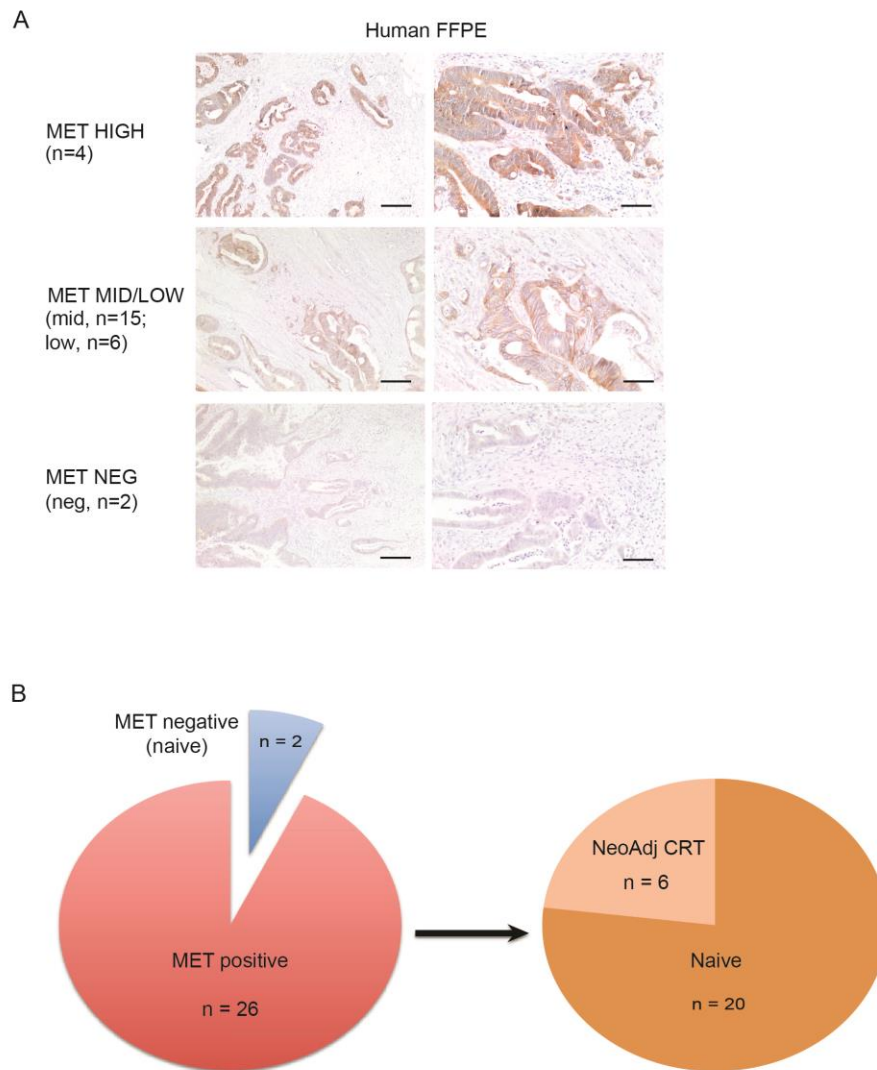 A
Human FFPE
MET HIGH
(n=4)
MET MID/LOW
(mid, n=15;
low, n=6)
MET NEG
(neg, n=2)
B
MET negative
(naive)
n = 2
MET positive
n = 26
NeoAdj CRT
n = 6
Naive
n = 20